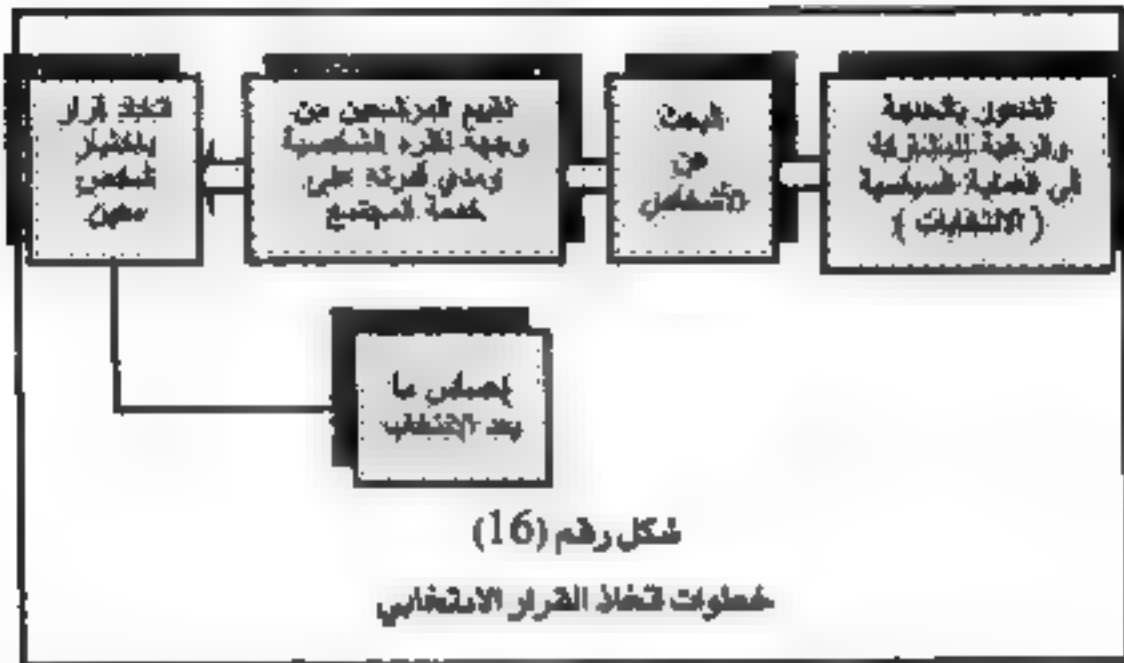 الشعور بالحاجة
والرغبة للمشاركة
في العملية السياسية
( الانتخابات )
البحث
عن
الأشخاص
تقييم المرشحين من
وجهة نظره الشخصية
ومدى قدرته على
خدمة المجتمع
اتخاذ قرار
باختيار
شخص
معين
إحساس ما
بعد الانتخاب
شكل رقم (16)
خطوات اتخاذ القرار الانتخابي